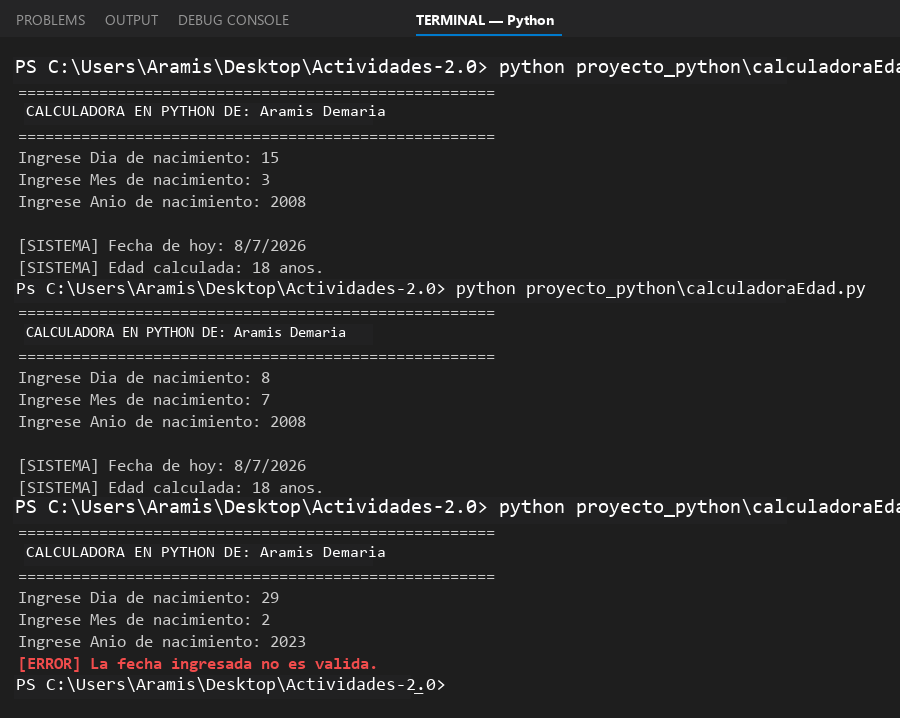 PROBLEMS OUTPUT DEBUG CONSOLE TERMINAL — Python
PS C:\Users\Aramis\Desktop\Actividades-2.0> python proyecto_python\calculadoraEda
=====================================================
CALCULADORA EN PYTHON DE: Aramis Demaria
=====================================================
Ingrese Dia de nacimiento: 15
Ingrese Mes de nacimiento: 3
Ingrese Anio de nacimiento: 2008
[SISTEMA] Fecha de hoy: 8/7/2026
[SISTEMA] Edad calculada: 18 anos.
Ps C:\Users\Aramis\Desktop\Actividades-2.0> python proyecto_python\calculadoraEdad.py
=====================================================
CALCULADORA EN PYTHON DE: Aramis Demaria
=====================================================
Ingrese Dia de nacimiento: 8
Ingrese Mes de nacimiento: 7
Ingrese Anio de nacimiento: 2008
[SISTEMA] Fecha de hoy: 8/7/2026
[SISTEMA] Edad calculada: 18 anos.
PS C:\Users\Aramis\Desktop\Actividades-2.0> python proyecto_python\calculadoraEda
=====================================================
CALCULADORA EN PYTHON DE: Aramis Demaria
=====================================================
Ingrese Dia de nacimiento: 29
Ingrese Mes de nacimiento: 2
Ingrese Anio de nacimiento: 2023
[ERROR] La fecha ingresada no es valida.
PS C:\Users\Aramis\Desktop\Actividades-2.0>